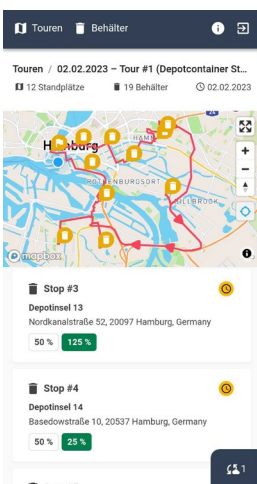 Touren Behälter
Touren / 02.02.2023 – Tour #1 (Depotcontainer St...
12 Standplätze 19 Behälter 02.02.2023
Hamburg
ROTHENBURGSORT
BILLBROOK
mapbox
Stop #3
Depotinsel 13
Nordkanalstraße 52, 20097 Hamburg, Germany
50 % 125 %
Stop #4
Depotinsel 14
Basedowstraße 10, 20537 Hamburg, Germany
50 % 25 %
1